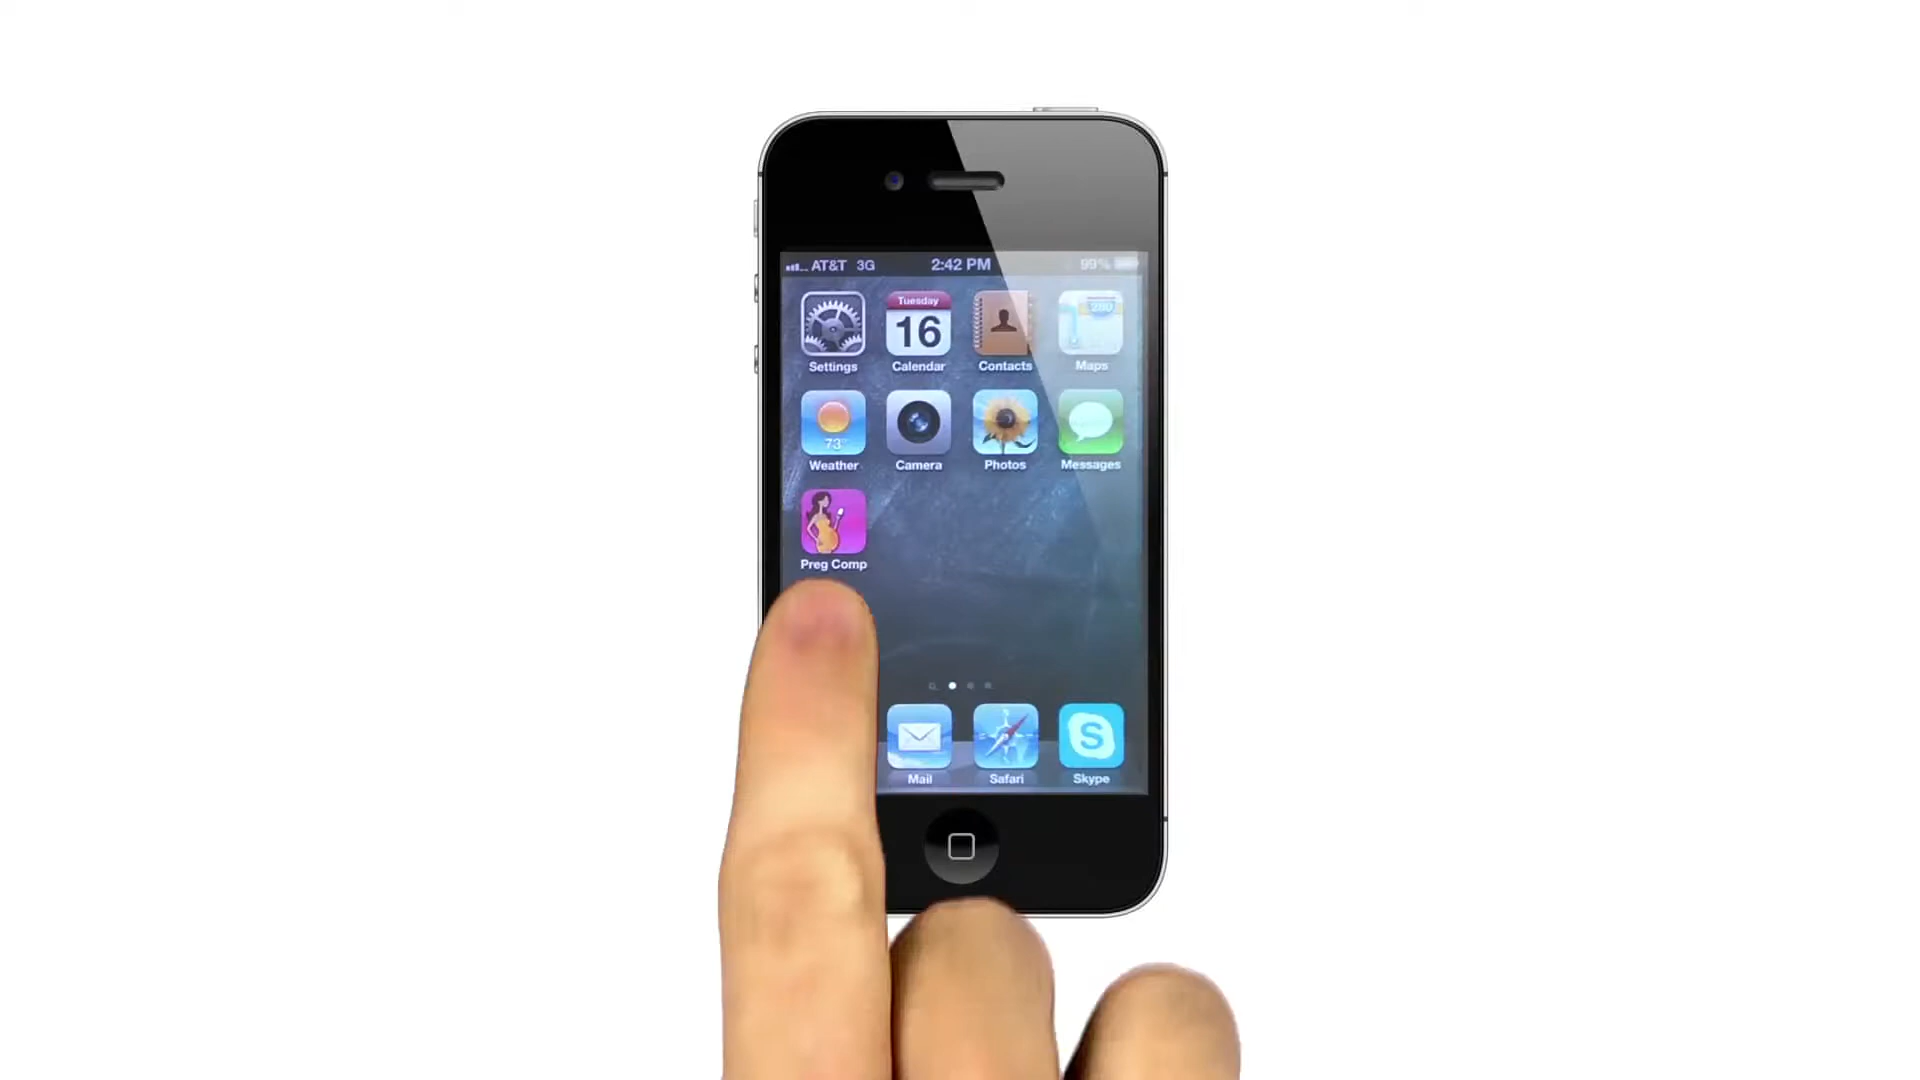 AT&T 3G 2:42 PM 99%
Tuesday
16
280
Settings Calendar Contacts Maps
73°
Weather Camera Photos Messages
Preg Comp
S
Mail Safari Skype